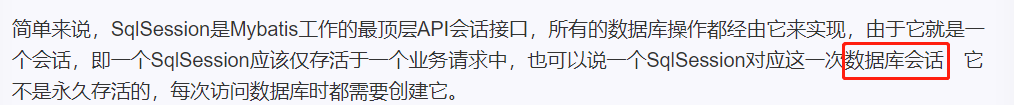 简单来说，SqlSession是Mybatis工作的最顶层API会话接口，所有的数据库操作都经由它来实现，由于它就是一
个会话，即一个SqlSession应该仅存活于一个业务请求中，也可以说一个SqlSession对应这一次数据库会话 它
不是永久存活的，每次访问数据库时都需要创建它。